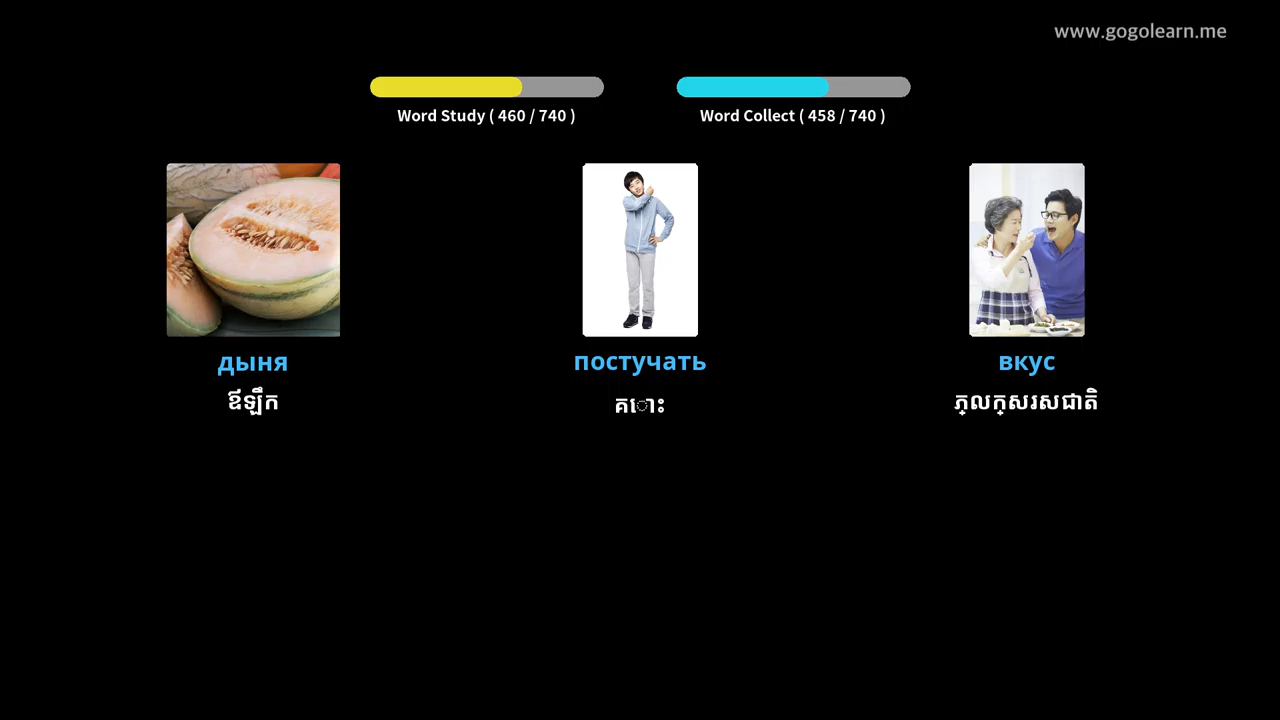 www.gogolearn.me
Word Study ( 460 / 740 )
Word Collect ( 458 / 740 )
дыня
постучать
вкус
ឪឡឹក
គោះ
ភ្លក្សរសជាតិ